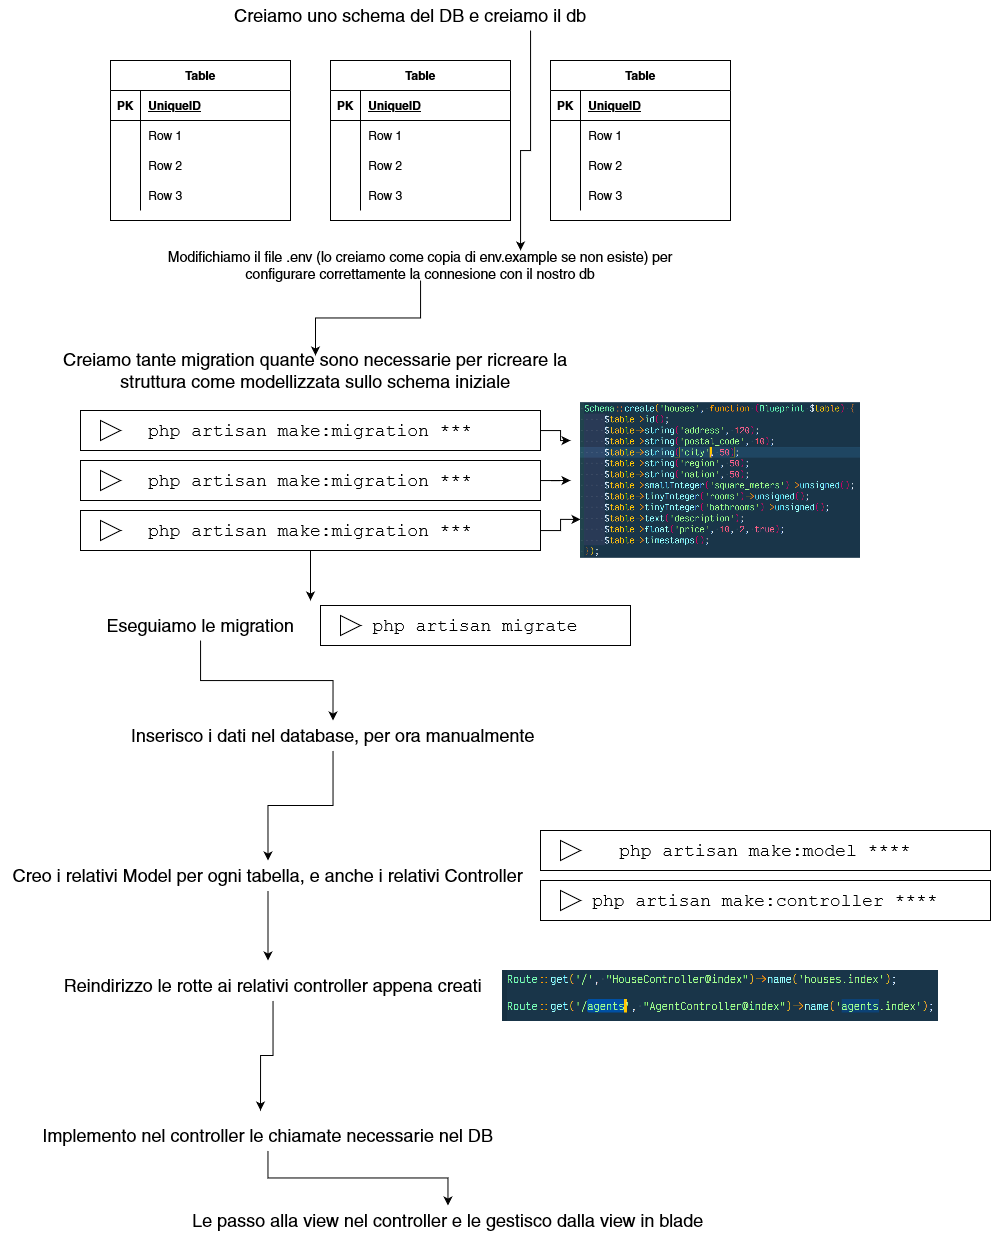 Creiamo uno schema del DB e creiamo il db
Table
PK UniqueID
Row 1
Row 2
Row 3
Table
PK UniqueID
Row 1
Row 2
Row 3
Table
PK UniqueID
Row 1
Row 2
Row 3
Modifichiamo il file .env (lo creiamo come copia di env.example se non esiste) per
configurare correttamente la connesione con il nostro db
Creiamo tante migration quante sono necessarie per ricreare la
struttura come modellizzata sullo schema iniziale
php artisan make:migration ***
php artisan make:migration ***
php artisan make:migration ***
Schema::create('houses', function (Blueprint $table) {
$table->id();
$table->string('address', 120);
$table->string('postal_code', 10);
$table->string('city', 50);
$table->string('region', 50);
$table->string('nation', 50);
$table->smallInteger('square_meters')->unsigned();
$table->tinyInteger('rooms')->unsigned();
$table->tinyInteger('bathrooms')->unsigned();
$table->text('description');
$table->float('price', 10, 2, true);
$table->timestamps();
});
Eseguiamo le migration
php artisan migrate
Inserisco i dati nel database, per ora manualmente
Creo i relativi Model per ogni tabella, e anche i relativi Controller
php artisan make:model ****
php artisan make:controller ****
Reindirizzo le rotte ai relativi controller appena creati
Route::get('/', "HouseController@index")->name('houses.index');
Route::get('/agents', "AgentController@index")->name('agents.index');
Implemento nel controller le chiamate necessarie nel DB
Le passo alla view nel controller e le gestisco dalla view in blade